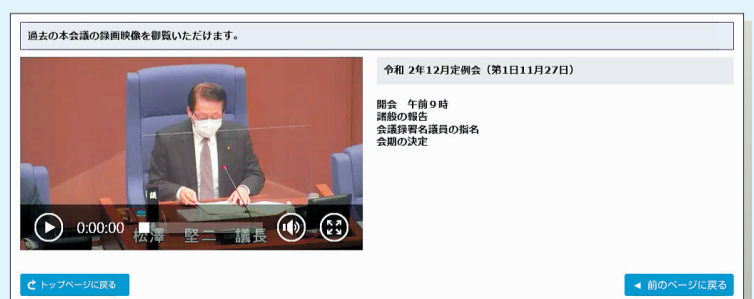 過去の本会議の録画映像を御覧いただけます。
令和 2年12月定例会（第1日11月27日）
開会　午前9時
諸般の報告
会議録署名議員の指名
会期の決定
議
0:00:00
松澤　堅二　議長
トップページに戻る
前のページに戻る